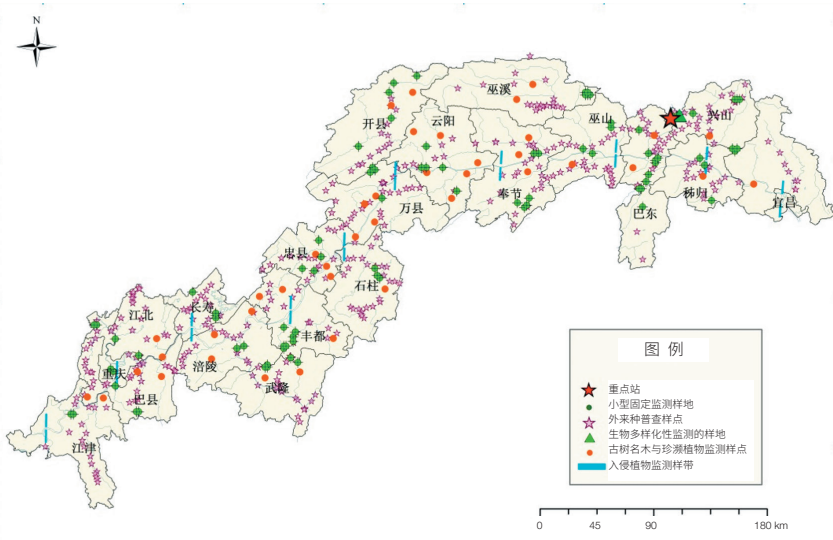 N
巫溪
开县
云阳
巫山
兴山
奉节
万县
秭归
宜昌
巴东
忠县
石柱
江北
长寿
丰都
涪陵
重庆
武隆
巴县
江津
图 例
重点站
小型固定监测样地
外来种普查样点
生物多样化性监测的样地
古树名木与珍濒植物监测样点
入侵植物监测样带
0 45 90 180 km